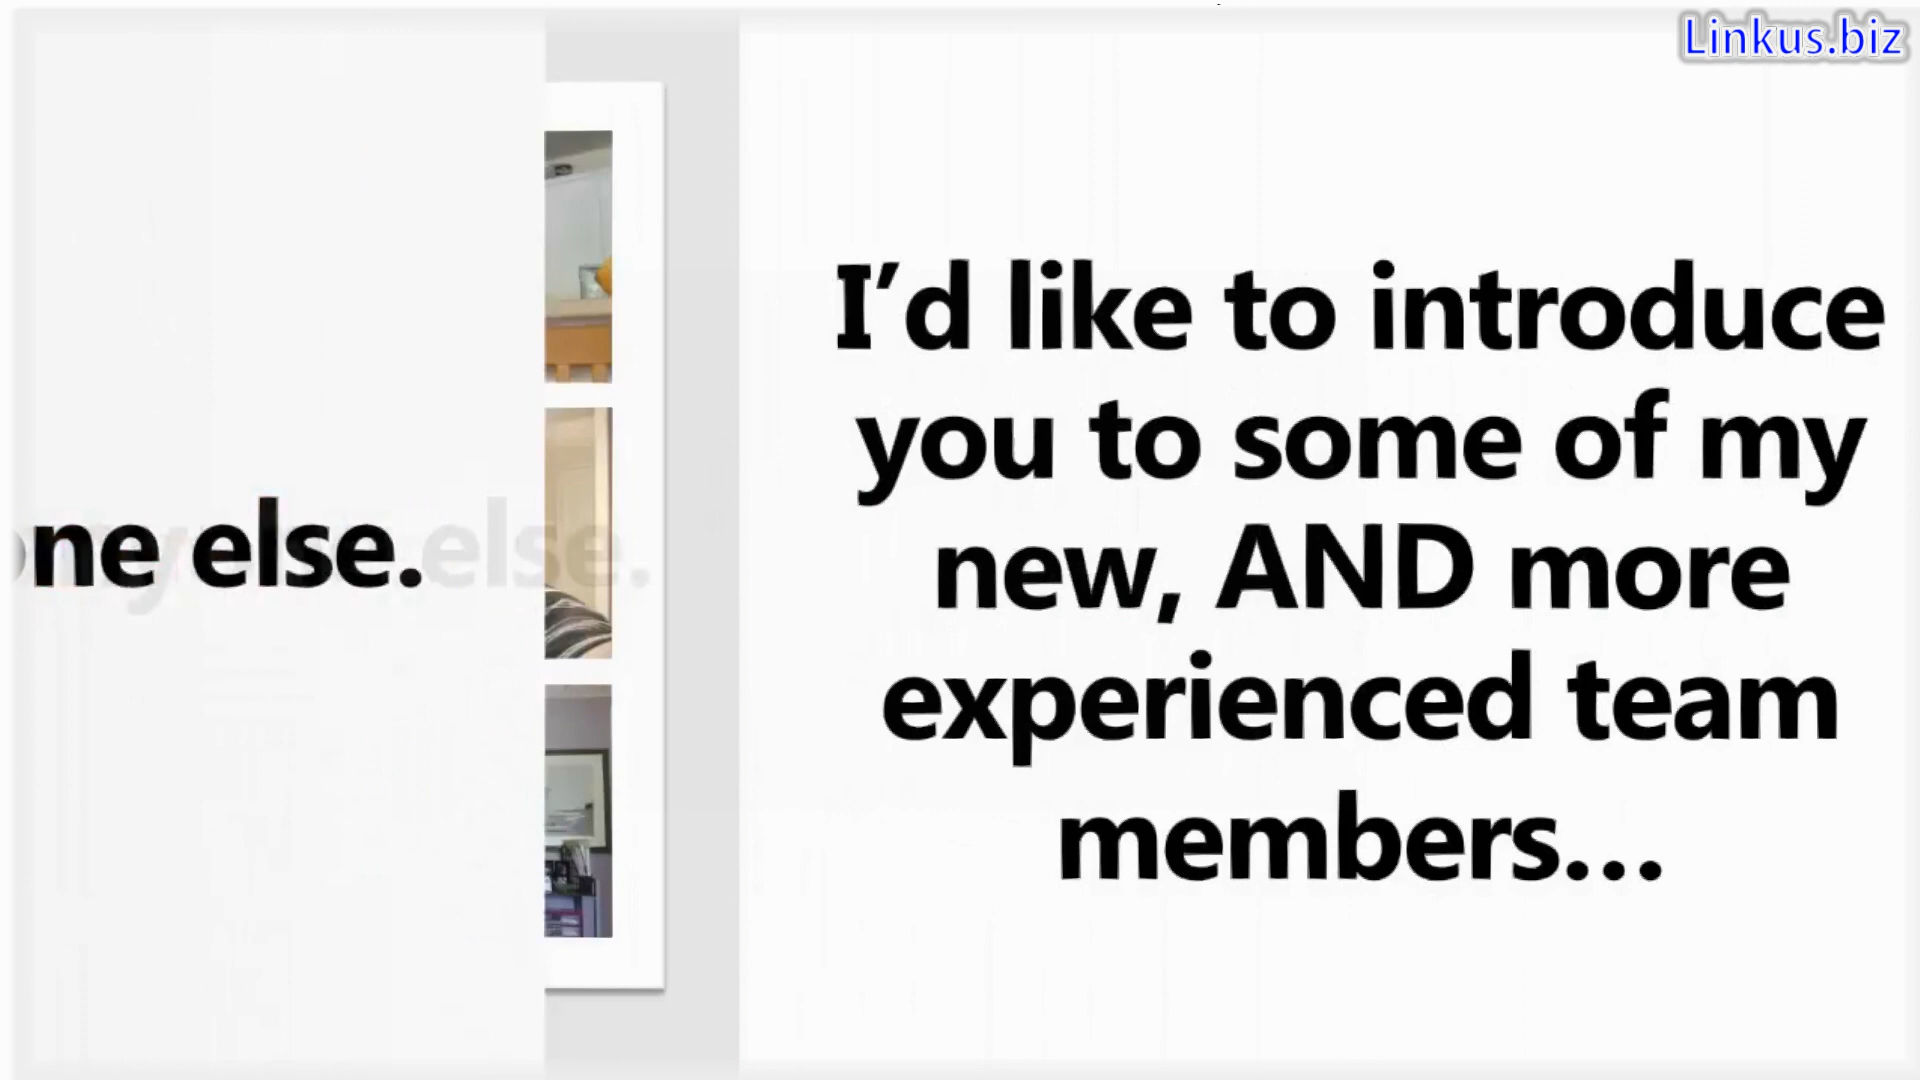 Linkus.biz
ne else.
I'd like to introduce
you to some of my
new, AND more
experienced team
members...